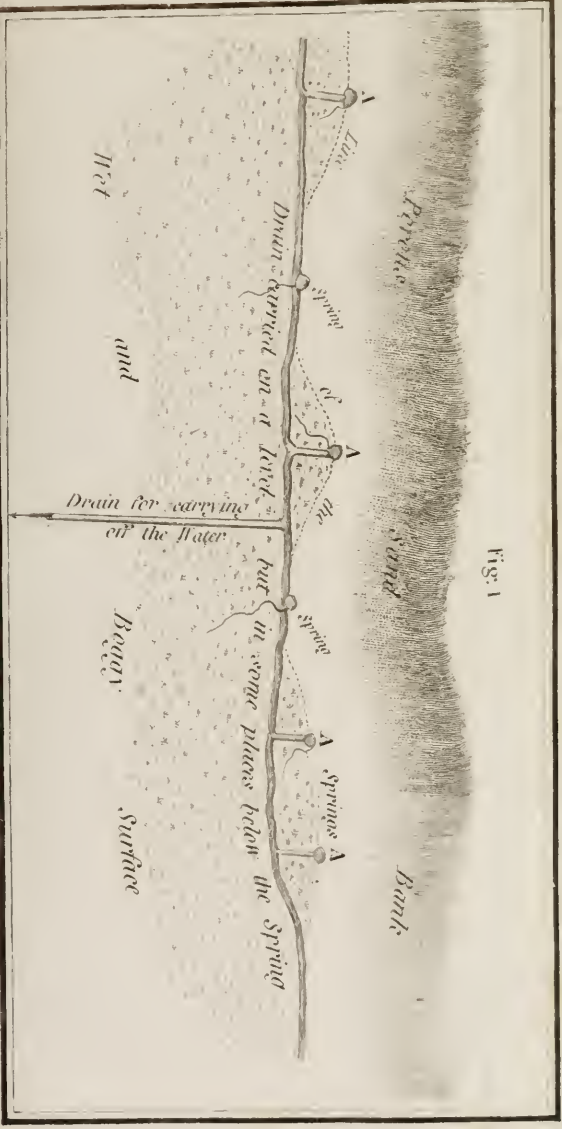 Fig: 1
Porous Sand Bank
A
A
A
A
Line of the Springs
Spring
Spring
Drain carried on a level but in some places below the Spring
Drain for carrying
off the Water
Wet and Boggy Surface